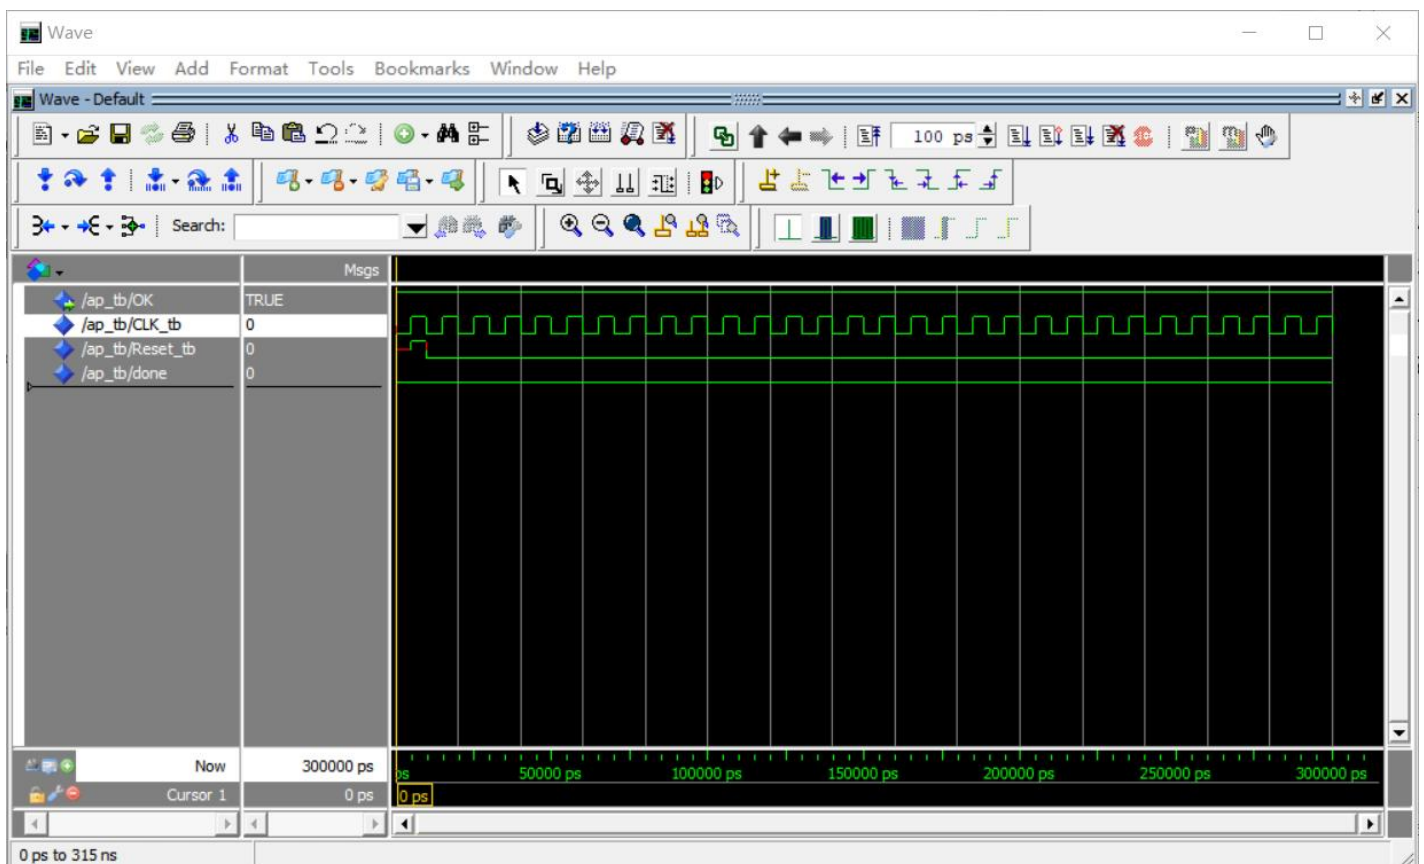 Wave
File Edit View Add Format Tools Bookmarks Window Help
Wave - Default
100 ps
Search:
Msgs
/ap_tb/OK TRUE
/ap_tb/CLK_tb 0
/ap_tb/Reset_tb 0
/ap_tb/done 0
Now 300000 ps
ps 50000 ps 100000 ps 150000 ps 200000 ps 250000 ps 300000 ps
Cursor 1 0 ps 0 ps
0 ps to 315 ns